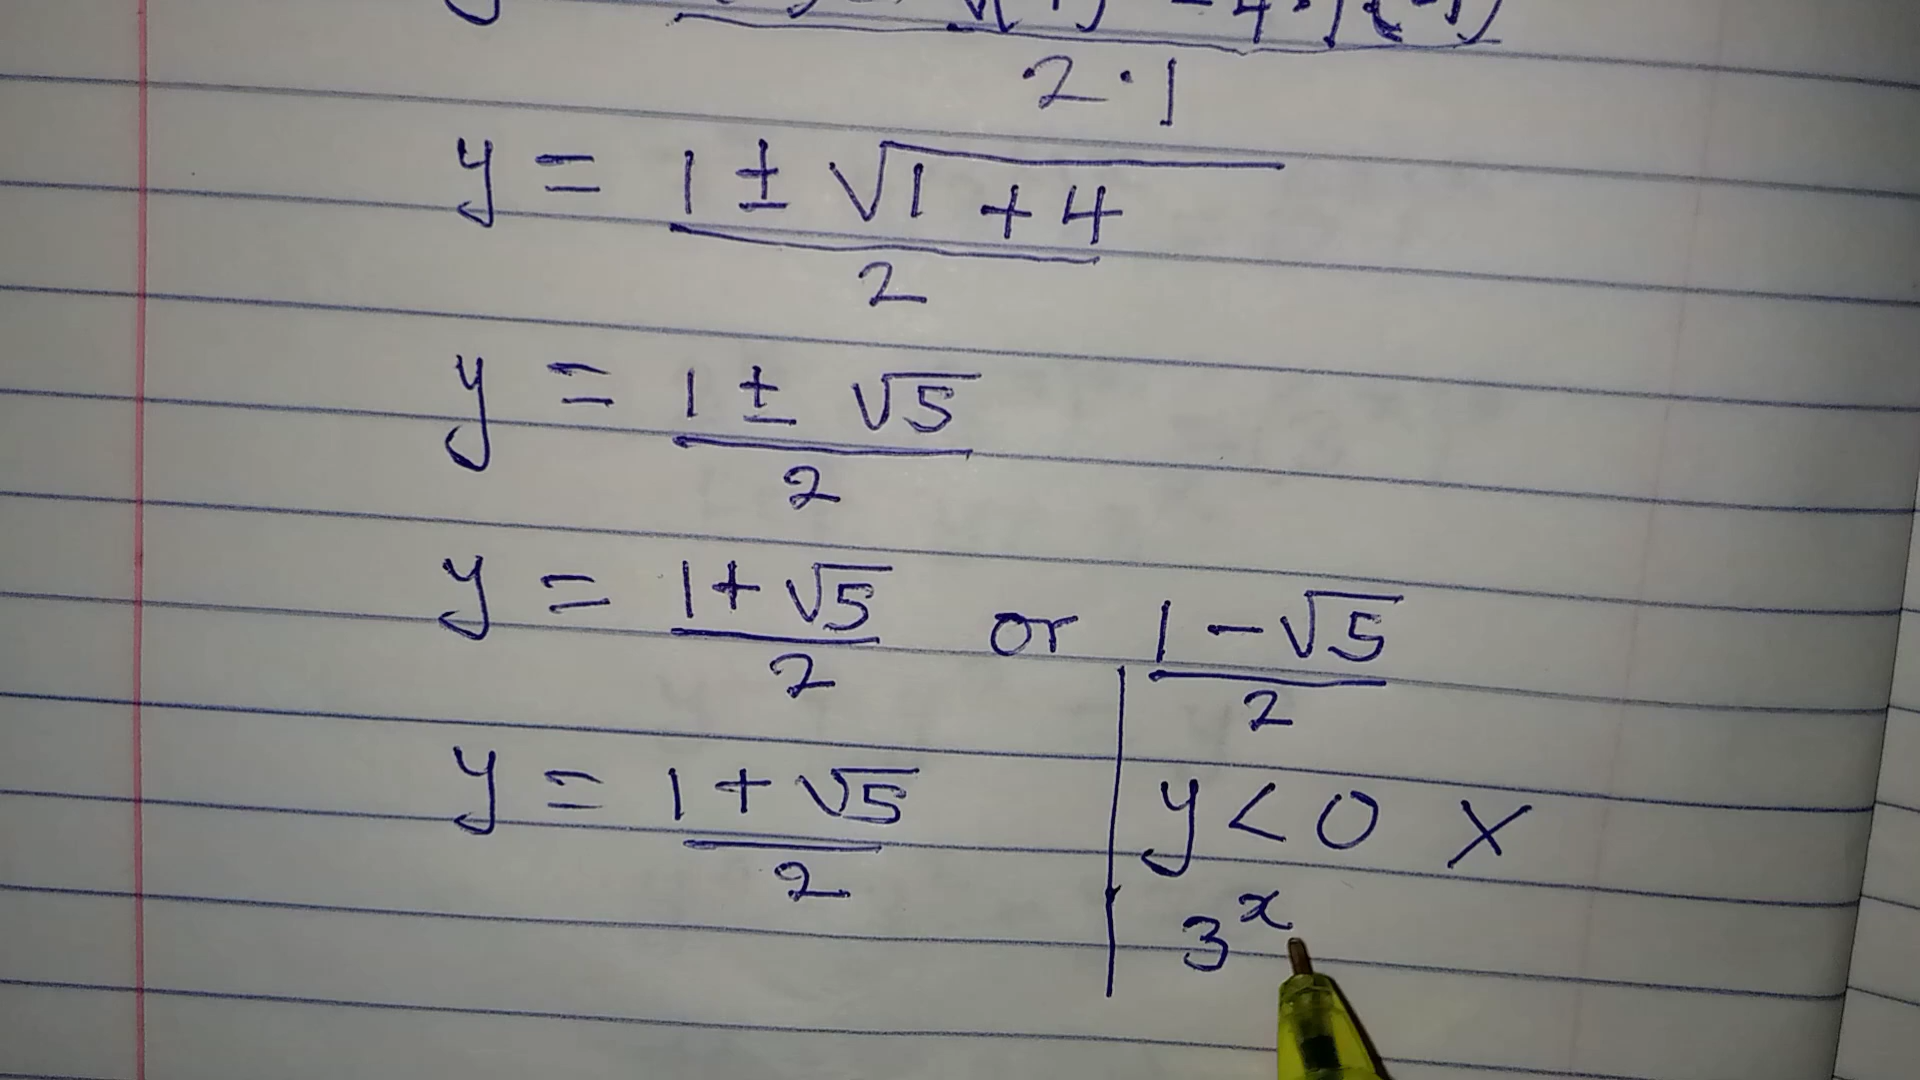 2 · 1
y = 1 ± √1 + 4 / 2
y = 1 ± √5 / 2
y = 1 + √5 / 2 or 1 - √5 / 2
y = 1 + √5 / 2
y < 0 X
3^x